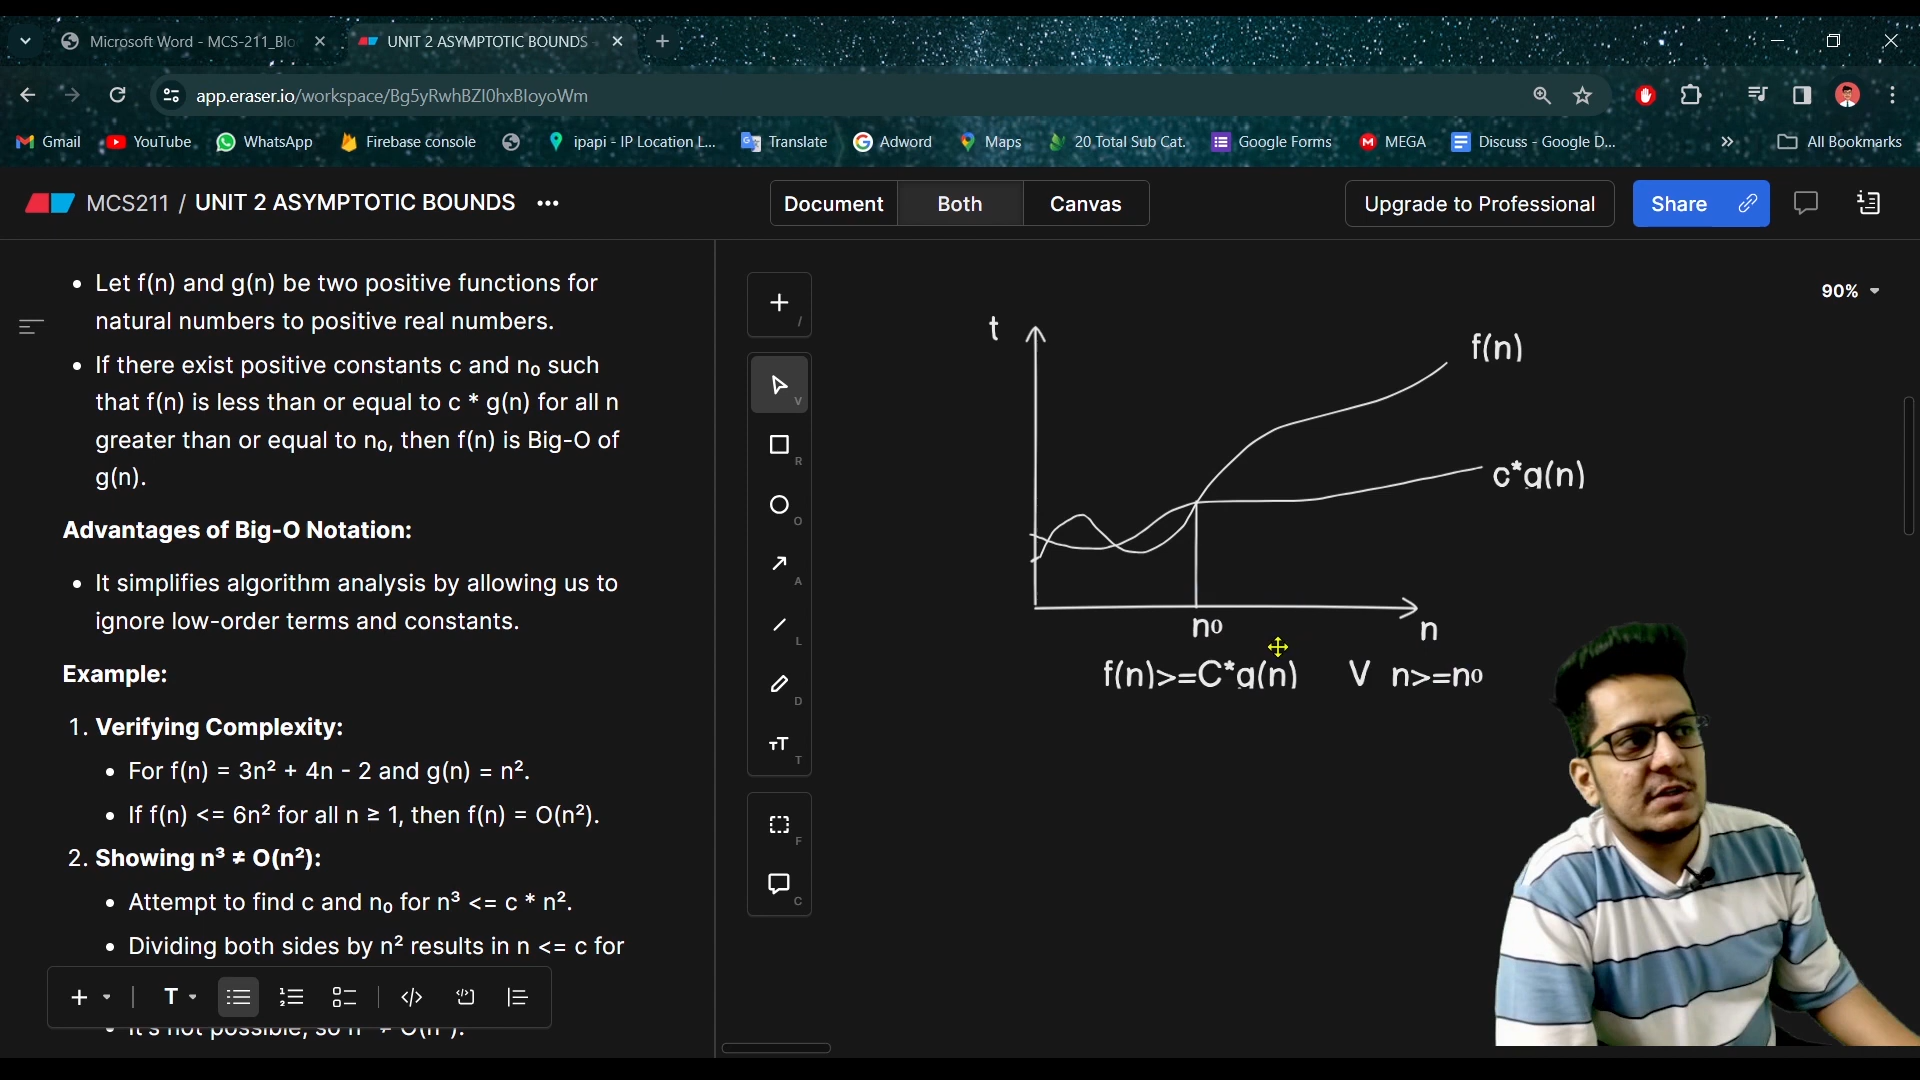 Microsoft Word - MCS-211_Blo
UNIT 2 ASYMPTOTIC BOUNDS
app.eraser.io/workspace/Bg5yRwhBZI0hxBIoyoWm
Gmail
YouTube
WhatsApp
Firebase console
ipapi - IP Location L...
Translate
Adword
Maps
20 Total Sub Cat.
Google Forms
MEGA
Discuss - Google D...
All Bookmarks
MCS211 / UNIT 2 ASYMPTOTIC BOUNDS
Document
Both
Canvas
Upgrade to Professional
Share
• Let f(n) and g(n) be two positive functions for
natural numbers to positive real numbers.
• If there exist positive constants c and n₀ such
that f(n) is less than or equal to c * g(n) for all n
greater than or equal to n₀, then f(n) is Big-O of
g(n).
Advantages of Big-O Notation:
• It simplifies algorithm analysis by allowing us to
ignore low-order terms and constants.
Example:
1. Verifying Complexity:
• For f(n) = 3n² + 4n - 2 and g(n) = n².
• If f(n) <= 6n² for all n ≥ 1, then f(n) = O(n²).
2. Showing n³ ≠ O(n²):
• Attempt to find c and n₀ for n³ <= c * n².
• Dividing both sides by n² results in n <= c for
T
/
V
R
O
A
L
D
TT
T
F
C
90%
t
f(n)
c*g(n)
n0
n
f(n)>=C*g(n) V n>=n0